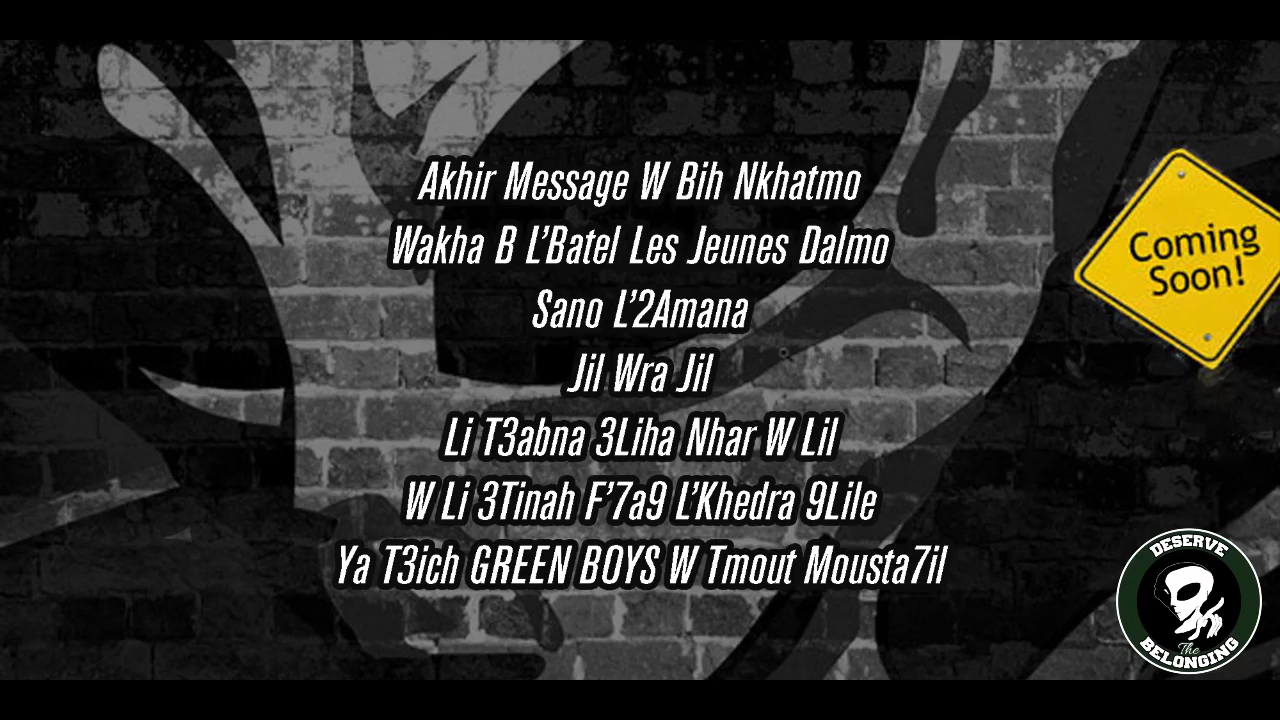 Akhir Message W Bih Nkhatmo
Wakha B L'Batel Les Jeunes Dalmo
Sano L'2Amana
Jil Wra Jil
Li T3abna 3Liha Nhar W Lil
W Li 3Tinah F'7a9 L'Khedra 9Lile
Ya T3ich GREEN BOYS W Tmout Mousta7il
Coming
Soon!
DESERVE
The
BELONGING